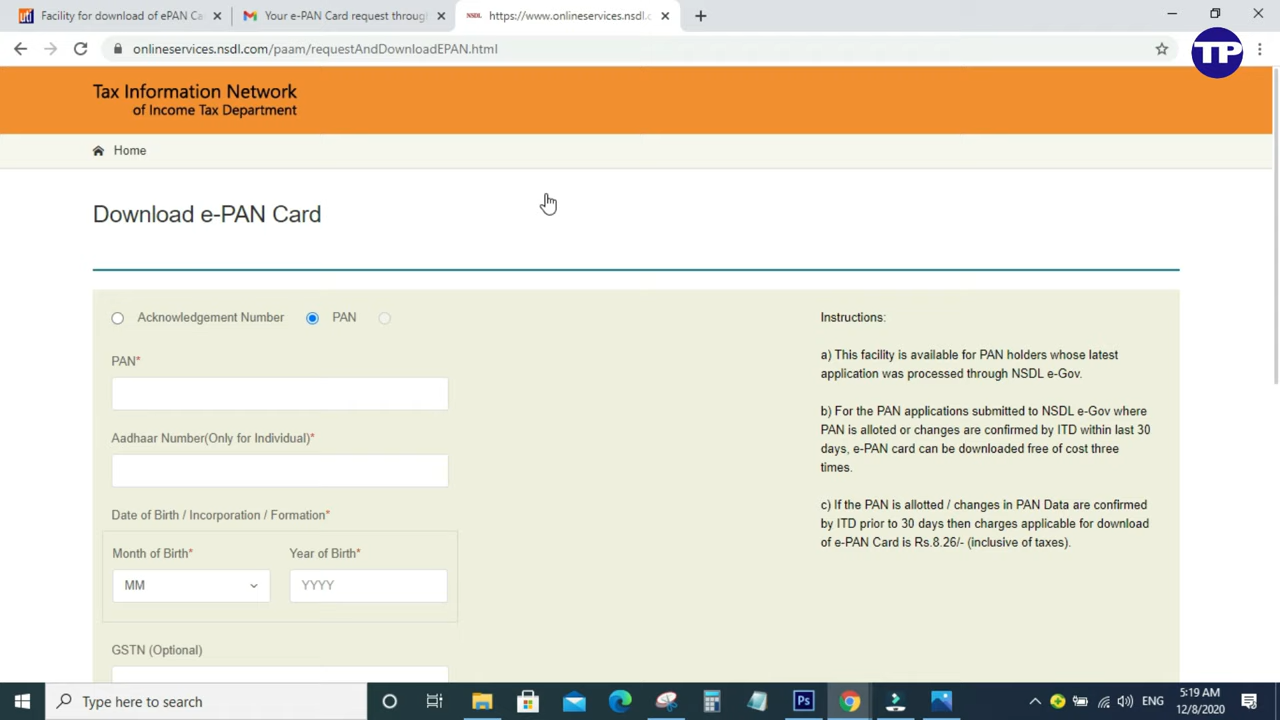 uti
Facility for download of ePAN Ca
Your e-PAN Card request throug
NSDL
https://www.onlineservices.nsdl.c
onlineservices.nsdl.com/paam/requestAndDownloadEPAN.html
TP
Tax Information Network
of Income Tax Department
Home
Download e-PAN Card
Acknowledgement Number
PAN
PAN*
Aadhaar Number(Only for Individual)*
Date of Birth / Incorporation / Formation*
Month of Birth*
Year of Birth*
MM
YYYY
GSTN (Optional)
Instructions:
a) This facility is available for PAN holders whose latest
application was processed through NSDL e-Gov.
b) For the PAN applications submitted to NSDL e-Gov where
PAN is alloted or changes are confirmed by ITD within last 30
days, e-PAN card can be downloaded free of cost three
times.
c) If the PAN is allotted / changes in PAN Data are confirmed
by ITD prior to 30 days then charges applicable for download
of e-PAN Card is Rs.8.26/- (inclusive of taxes).
Type here to search
Ps
ENG
5:19 AM
12/8/2020